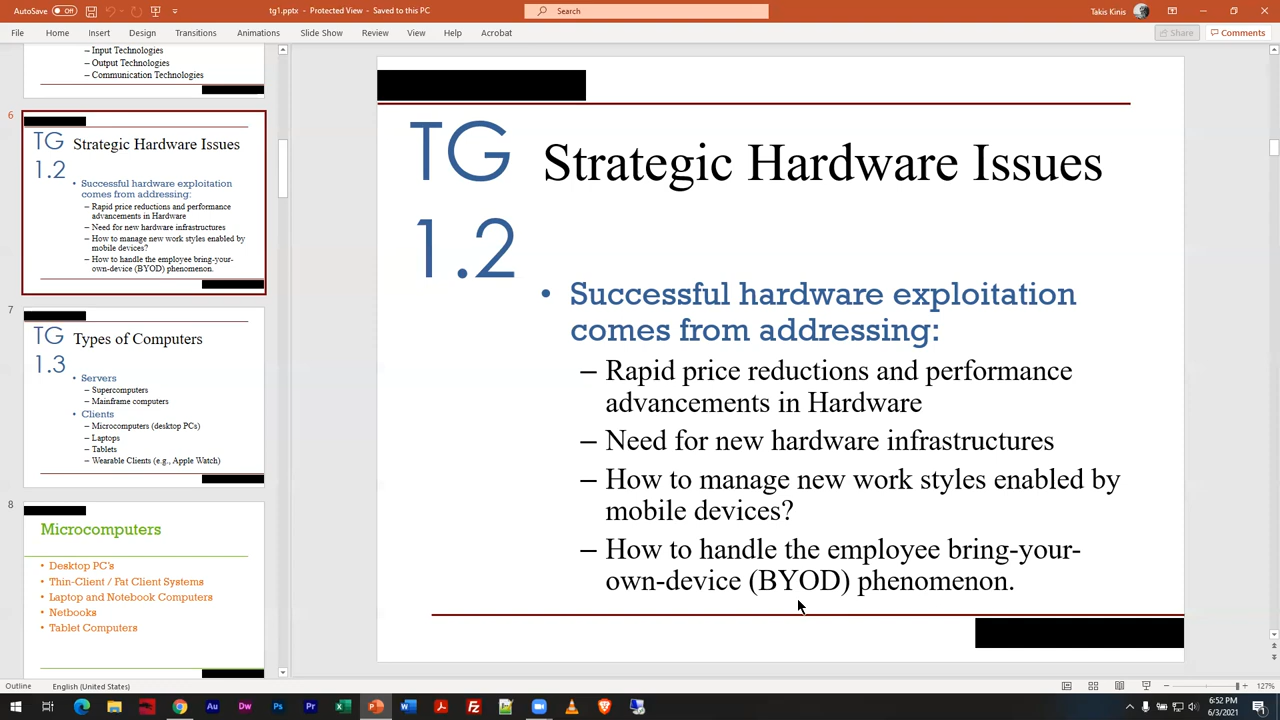 AutoSave Off tg1.pptx - Protected View - Saved to this PC Search Takis Kinis
File Home Insert Design Transitions Animations Slide Show Review View Help Acrobat Share Comments
– Input Technologies
– Output Technologies
– Communication Technologies
6
TG
1.2
Strategic Hardware Issues
• Successful hardware exploitation
comes from addressing:
– Rapid price reductions and performance
advancements in Hardware
– Need for new hardware infrastructures
– How to manage new work styles enabled by
mobile devices?
– How to handle the employee bring-your-
own-device (BYOD) phenomenon.
7
TG
1.3
Types of Computers
• Servers
– Supercomputers
– Mainframe computers
• Clients
– Microcomputers (desktop PCs)
– Laptops
– Tablets
– Wearable Clients (e.g., Apple Watch)
8
Microcomputers
• Desktop PC's
• Thin-Client / Fat Client Systems
• Laptop and Notebook Computers
• Netbooks
• Tablet Computers
TG
1.2
Strategic Hardware Issues
• Successful hardware exploitation
comes from addressing:
– Rapid price reductions and performance
advancements in Hardware
– Need for new hardware infrastructures
– How to manage new work styles enabled by
mobile devices?
– How to handle the employee bring-your-
own-device (BYOD) phenomenon.
Outline English (United States) 127%
Au Dw Ps Pr
6:52 PM
6/3/2021